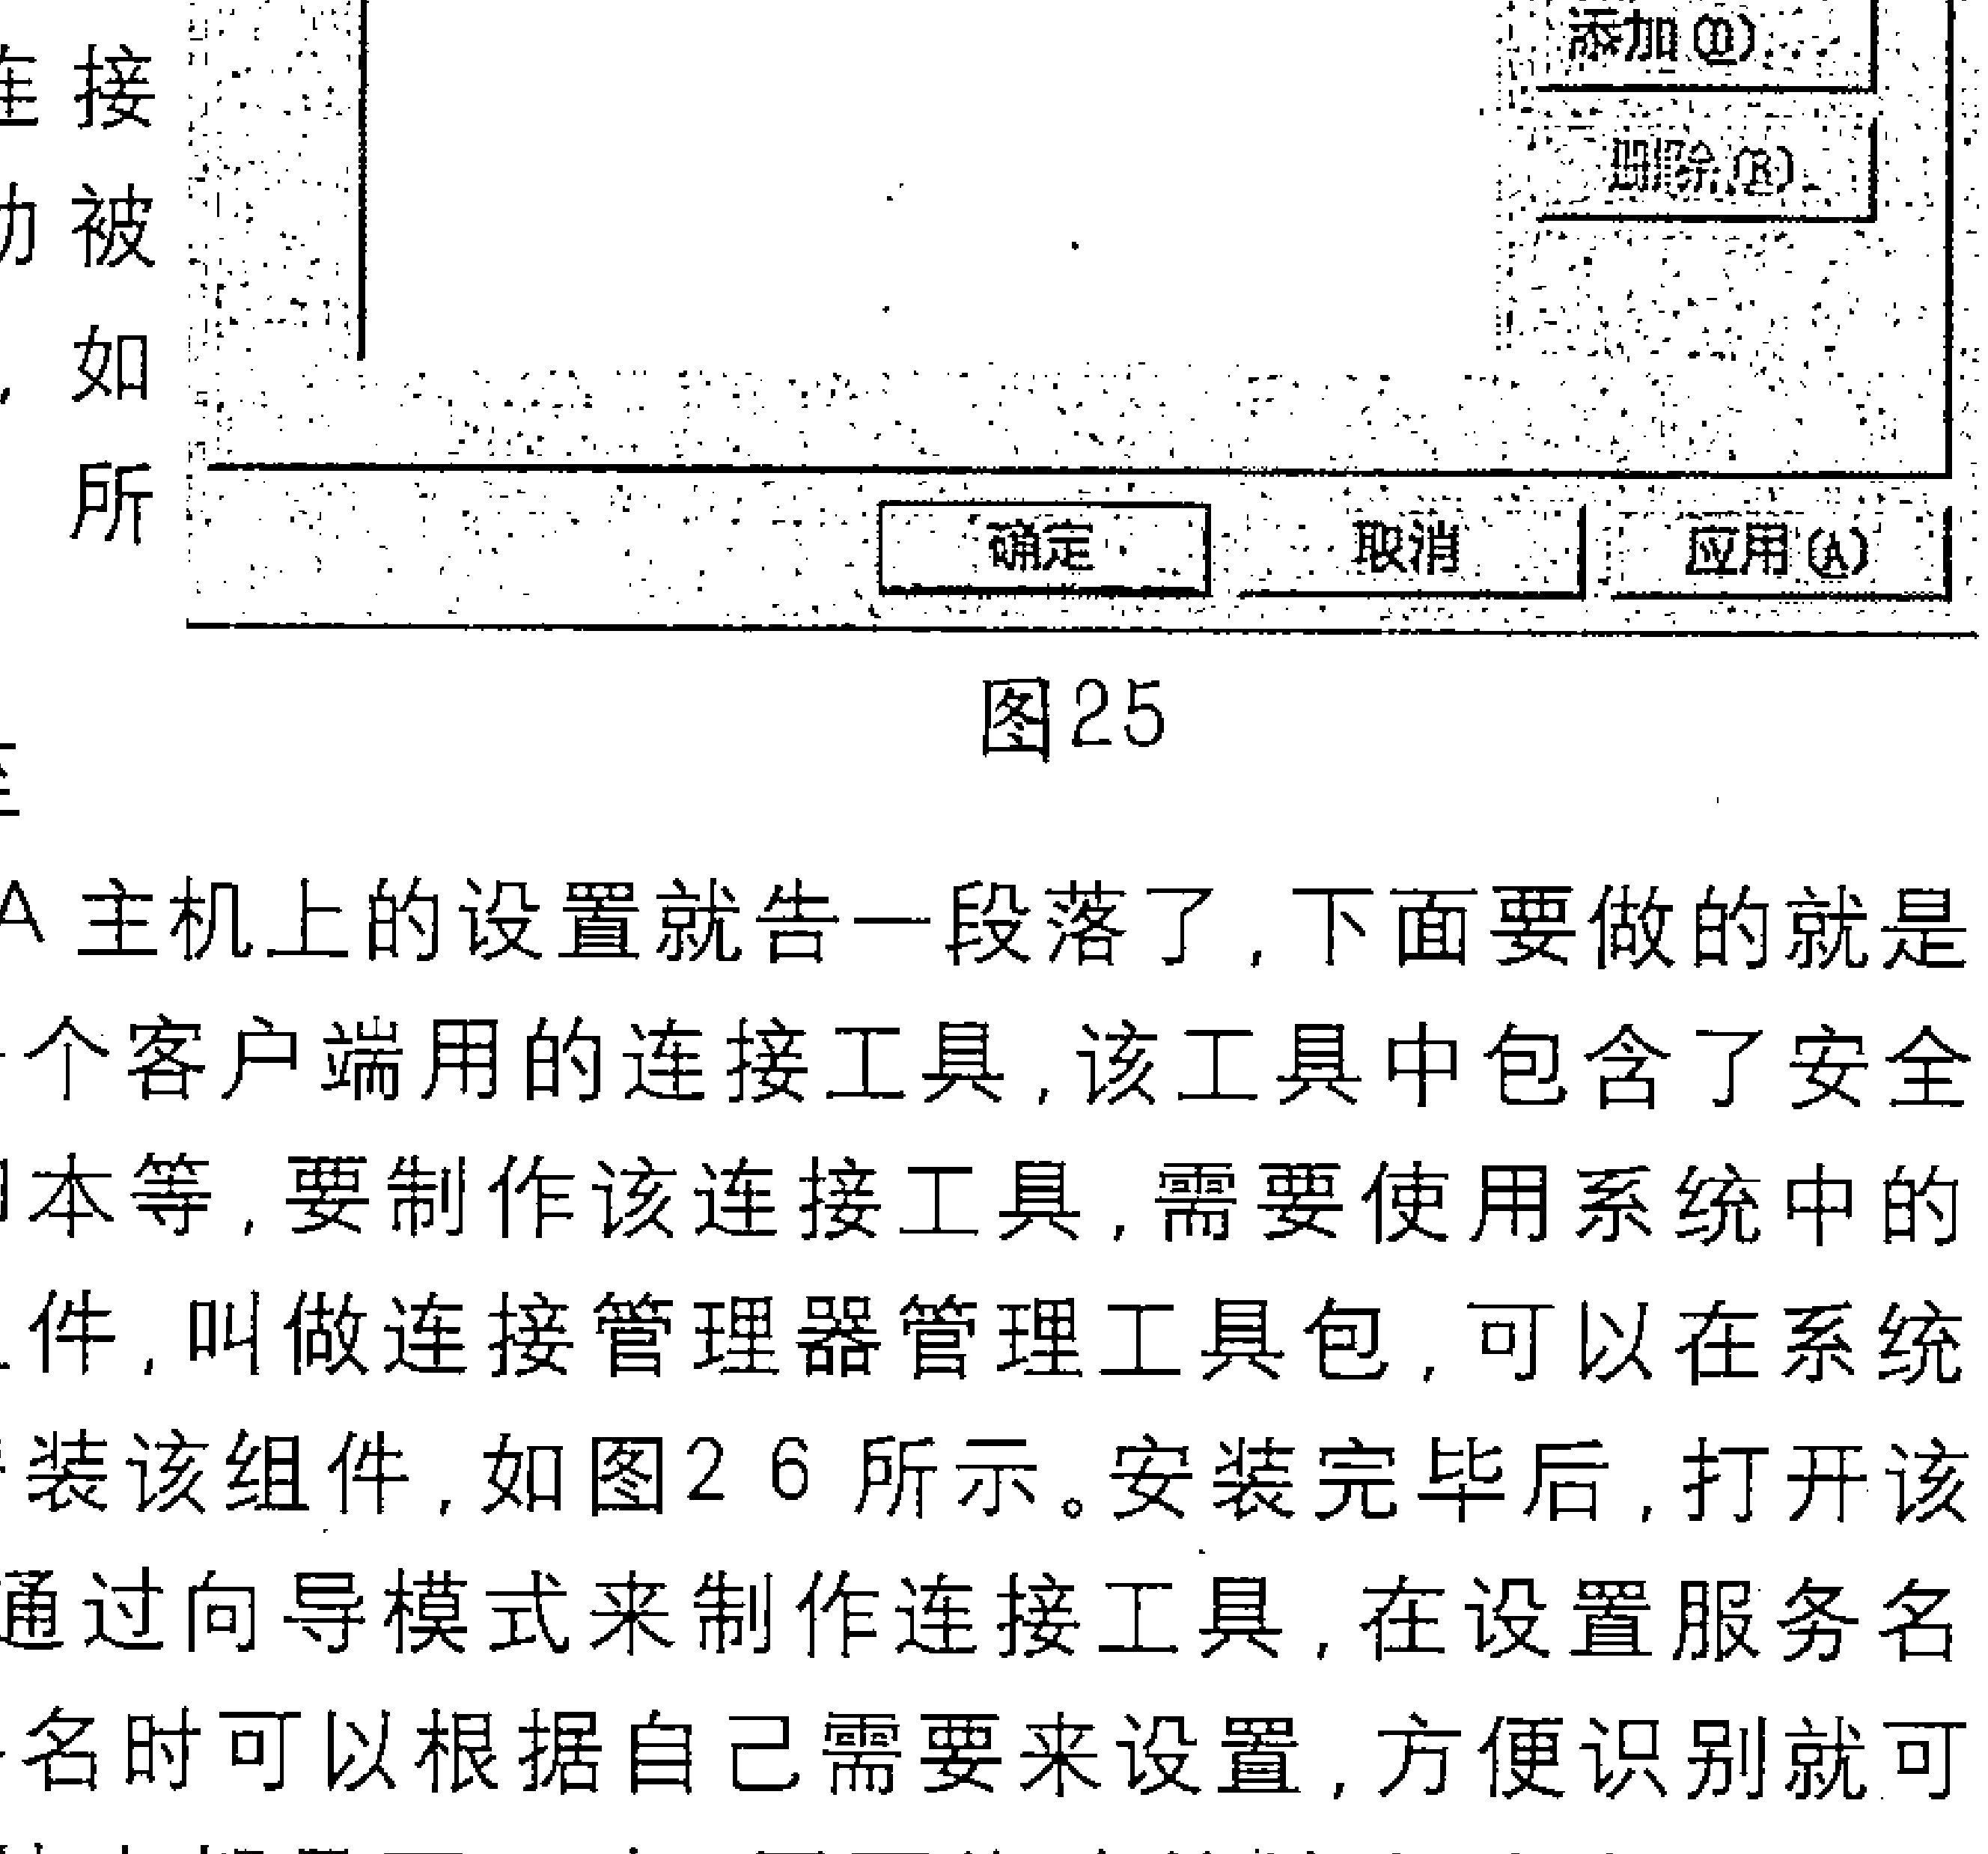 添加(D)
删除(R)
确定 取消 应用(A)
图25
连接
动被
,如
所
A主机上的设置就告一段落了,下面要做的就是
个客户端用的连接工具,该工具中包含了安全
本等,要制作该连接工具,需要使用系统中的
件,叫做连接管理器管理工具包,可以在系统
装该组件,如图26所示。安装完毕后,打开该
通过向导模式来制作连接工具,在设置服务名
名时可以根据自己需要来设置,方便识别就可